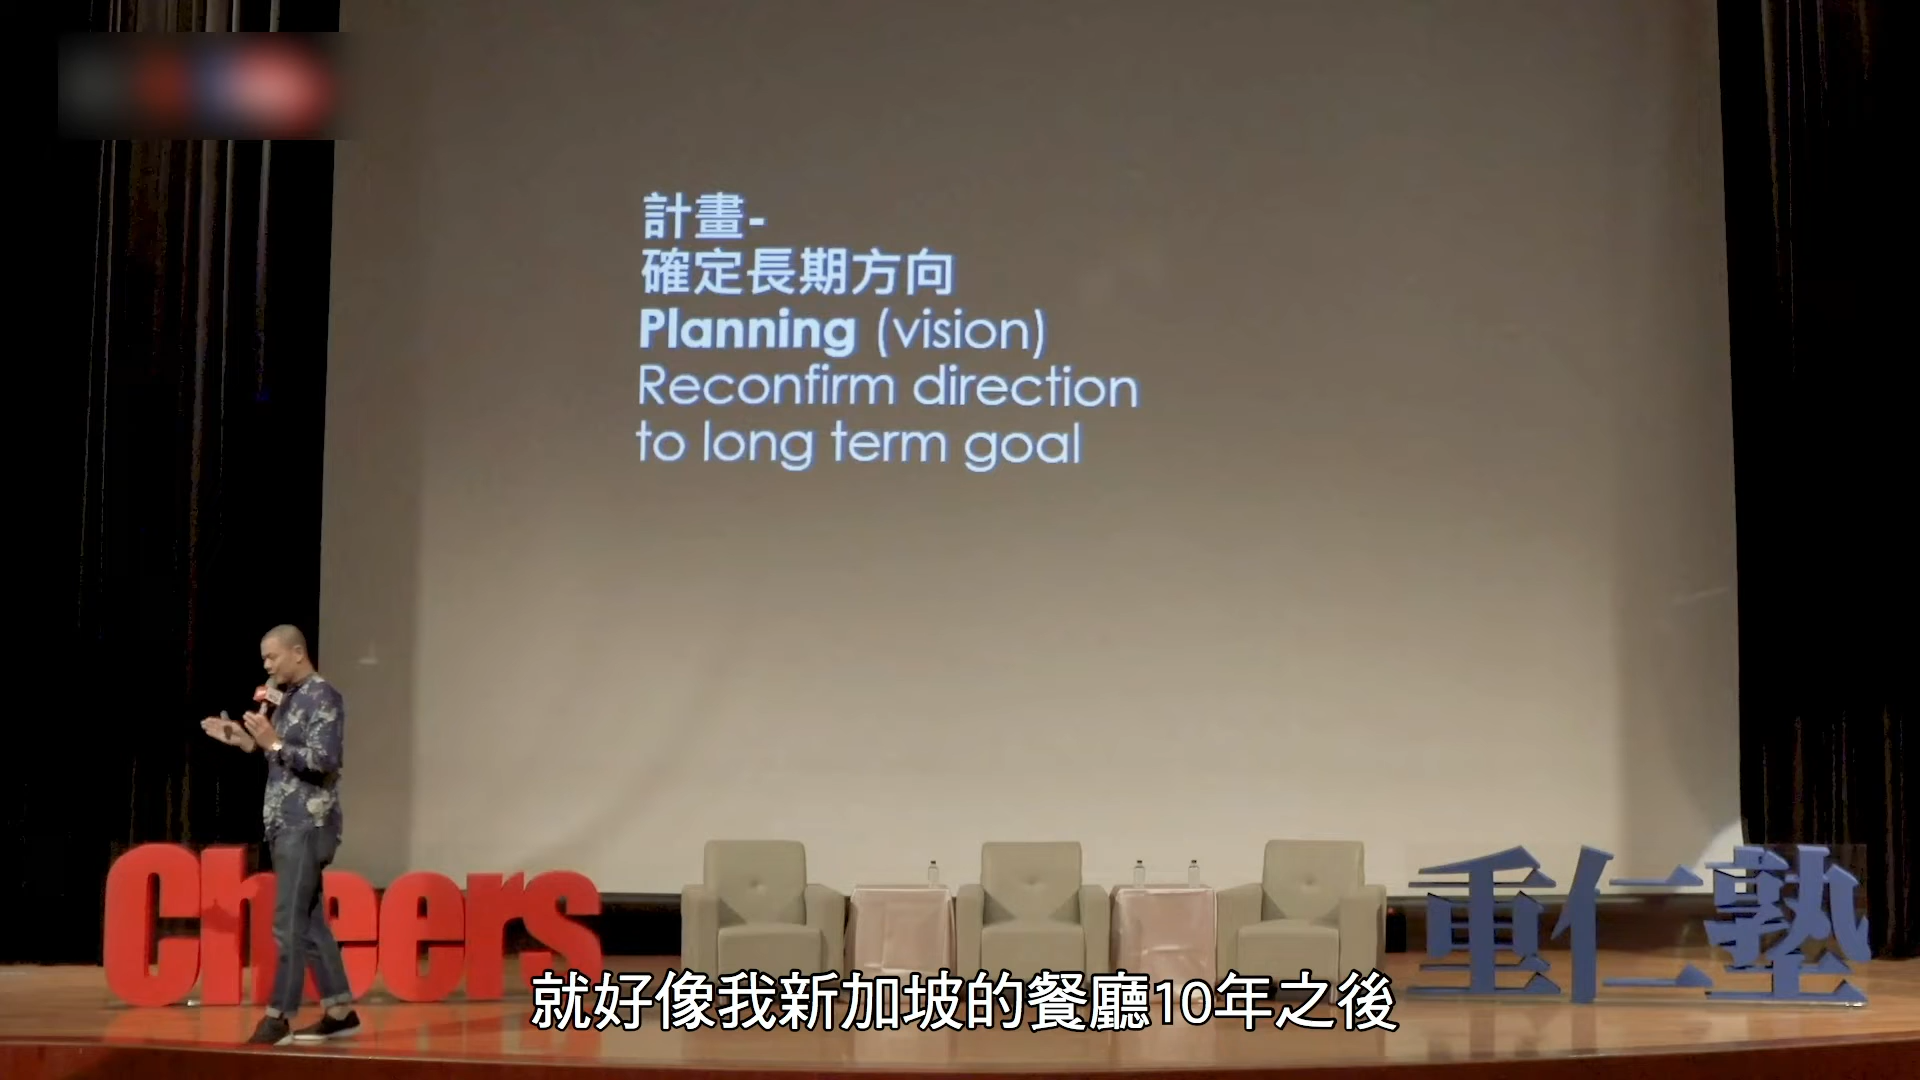 計畫-
確定長期方向
Planning (vision)
Reconfirm direction
to long term goal
Cheers
重仁塾
就好像我新加坡的餐廳10年之後